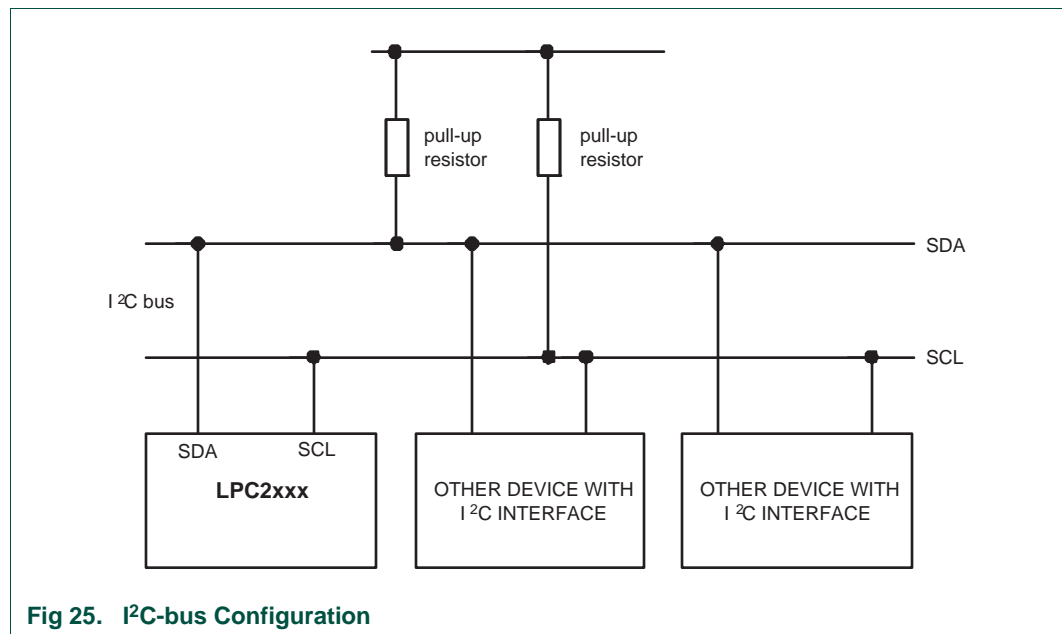 pull-up
resistor
pull-up
resistor
SDA
I ²C bus
SCL
SDA
SCL
LPC2xxx
OTHER DEVICE WITH
I ²C INTERFACE
OTHER DEVICE WITH
I ²C INTERFACE
Fig 25. I²C-bus Configuration